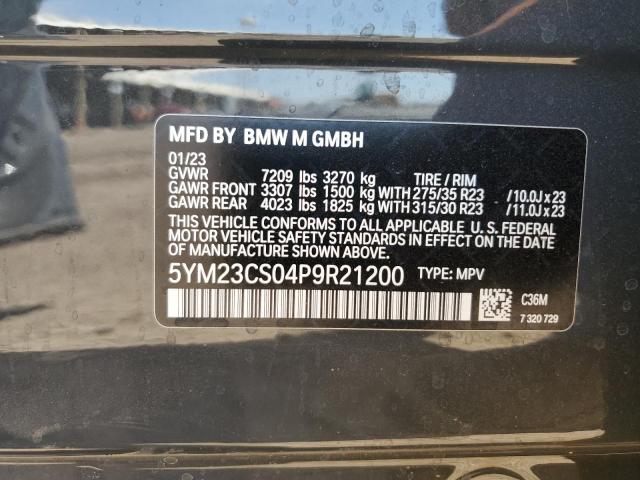 MFD BY BMW M GMBH
01/23
GVWR 7209 lbs 3270 kg TIRE / RIM
GAWR FRONT 3307 lbs 1500 kg WITH 275/35 R23 /10.0J x 23
GAWR REAR 4023 lbs 1825 kg WITH 315/30 R23 /11.0J x 23
THIS VEHICLE CONFORMS TO ALL APPLICABLE U. S. FEDERAL
MOTOR VEHICLE SAFETY STANDARDS IN EFFECT ON THE DATE
OF MANUFACTURE SHOWN ABOVE.
5YM23CS04P9R21200 TYPE: MPV
C36M
7 320 729